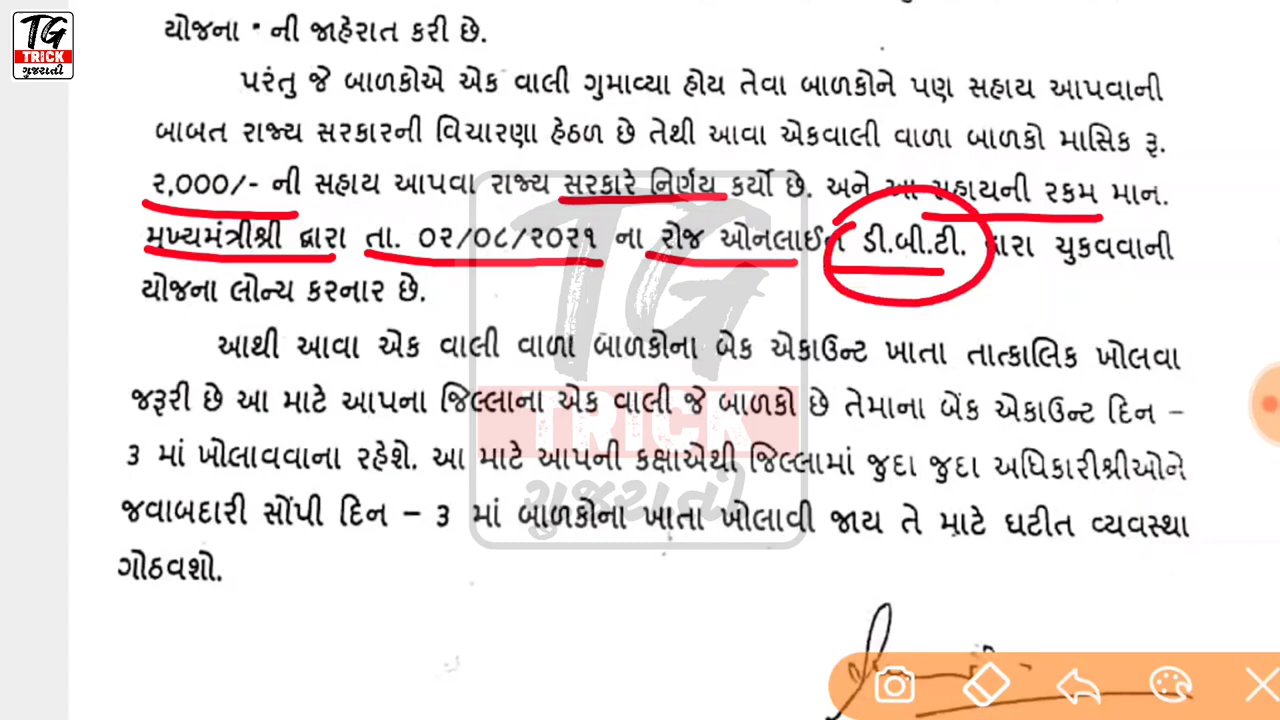 TG
TRICK
ગુજરાતી
યોજના " ની જાહેરાત કરી છે.
પરંતુ જે બાળકોએ એક વાલી ગુમાવ્યા હોય તેવા બાળકોને પણ સહાય આપવાની
બાબત રાજ્ય સરકારની વિચારણા હેઠળ છે તેથી આવા એકવાલી વાળા બાળકો માસિક રૂ.
૨,૦૦૦/- ની સહાય આપવા રાજ્ય સરકારે નિર્ણય કર્યો છે. અને આ સહાયની રકમ માન.
મુખ્યમંત્રીશ્રી દ્વારા તા. ૦૨/૦૮/૨૦૨૧ ના રોજ ઓનલાઈન ડી.બી.ટી. દ્વારા ચુકવવાની
યોજના લોન્ચ કરનાર છે.
આથી આવા એક વાલી વાળા બાળકોના બેક એકાઉન્ટ ખાતા તાત્કાલિક ખોલવા
જરૂરી છે આ માટે આપના જિલ્લાના એક વાલી જે બાળકો છે તેમાના બેંક એકાઉન્ટ દિન –
૩ માં ખોલાવવાના રહેશે. આ માટે આપની કક્ષાએથી જિલ્લામાં જુદા જુદા અધિકારીશ્રીઓને
જવાબદારી સોંપી દિન – ૩ માં બાળકોના ખાતા ખોલાવી જાય તે માટે ઘટીત વ્યવસ્થા
ગોઠવશો.
TG
TRICK
ગુજરાતી